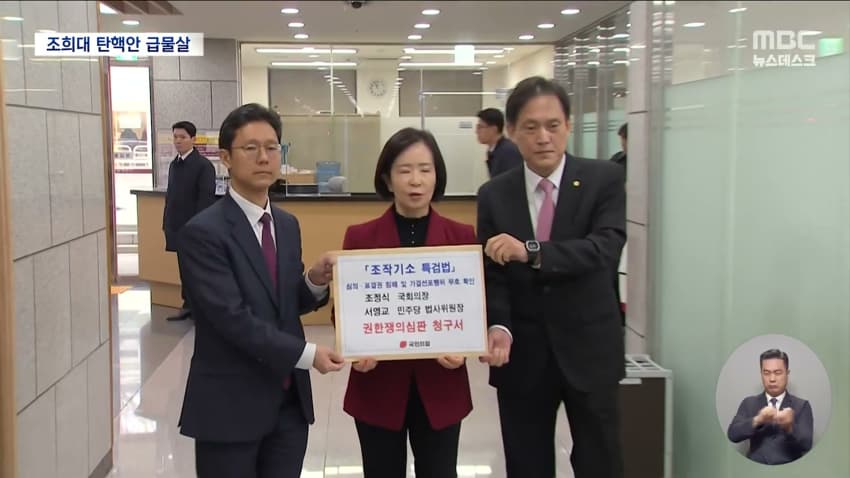 조희대 탄핵안 급물살
MBC
뉴스데스크
「조작기소 특검법」
심의·표결권 침해 및 가결선포행위 무효 확인
조정식 국회의장
서영교 민주당 법사위원장
권한쟁의심판 청구서
국민의힘